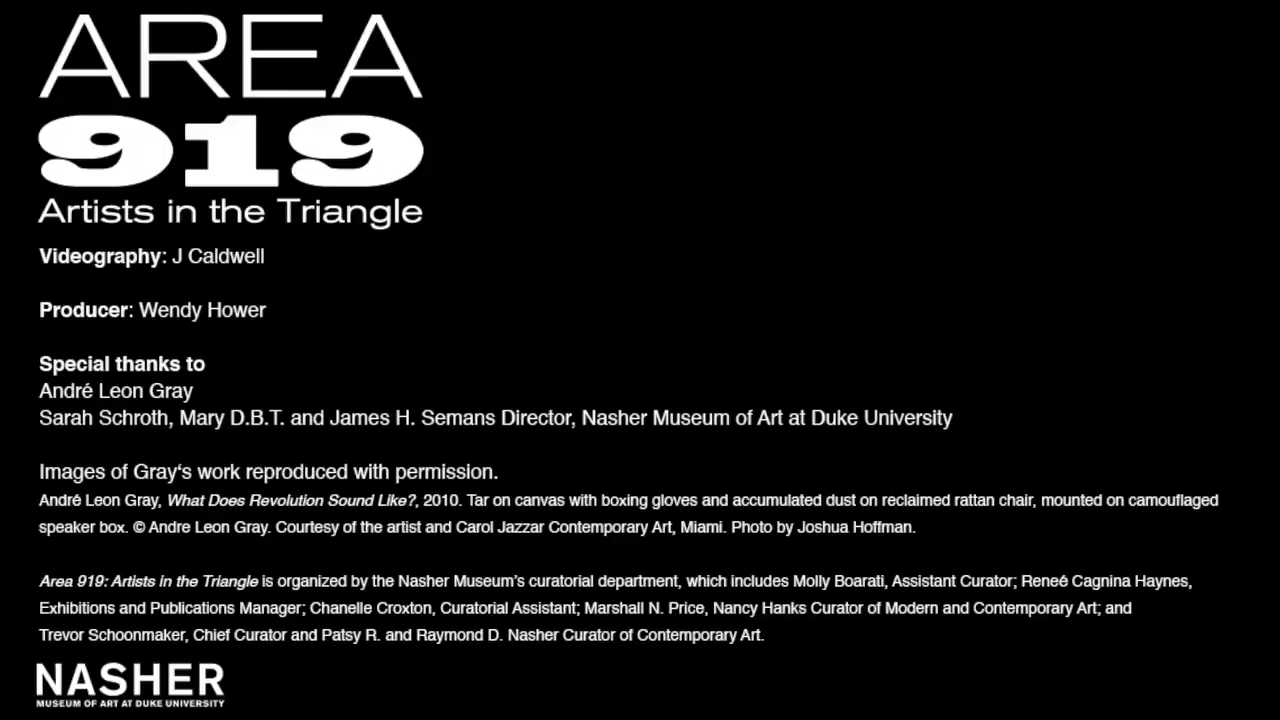 AREA
919
Artists in the Triangle
Videography: J Caldwell
Producer: Wendy Hower
Special thanks to
André Leon Gray
Sarah Schroth, Mary D.B.T. and James H. Semans Director, Nasher Museum of Art at Duke University
Images of Gray‘s work reproduced with permission.
André Leon Gray, What Does Revolution Sound Like?, 2010. Tar on canvas with boxing gloves and accumulated dust on reclaimed rattan chair, mounted on camouflaged
speaker box. © Andre Leon Gray. Courtesy of the artist and Carol Jazzar Contemporary Art, Miami. Photo by Joshua Hoffman.
Area 919: Artists in the Triangle is organized by the Nasher Museum’s curatorial department, which includes Molly Boarati, Assistant Curator; Reneé Cagnina Haynes,
Exhibitions and Publications Manager; Chanelle Croxton, Curatorial Assistant; Marshall N. Price, Nancy Hanks Curator of Modern and Contemporary Art; and
Trevor Schoonmaker, Chief Curator and Patsy R. and Raymond D. Nasher Curator of Contemporary Art.
NASHER
MUSEUM OF ART AT DUKE UNIVERSITY